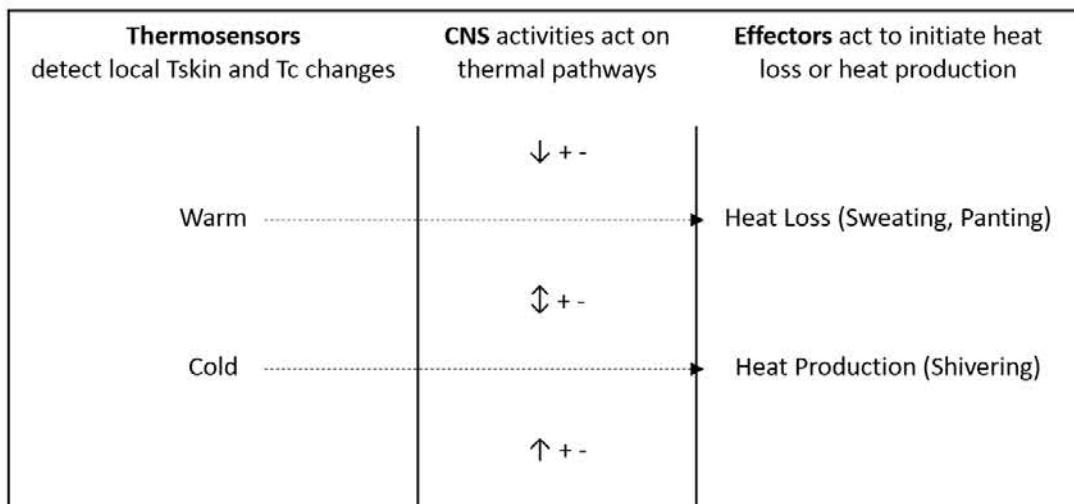 Thermosensors
detect local Tskin and Tc changes
CNS activities act on
thermal pathways
Effectors act to initiate heat
loss or heat production
↓ + -
Warm
Heat Loss (Sweating, Panting)
↕ + -
Cold
Heat Production (Shivering)
↑ + -